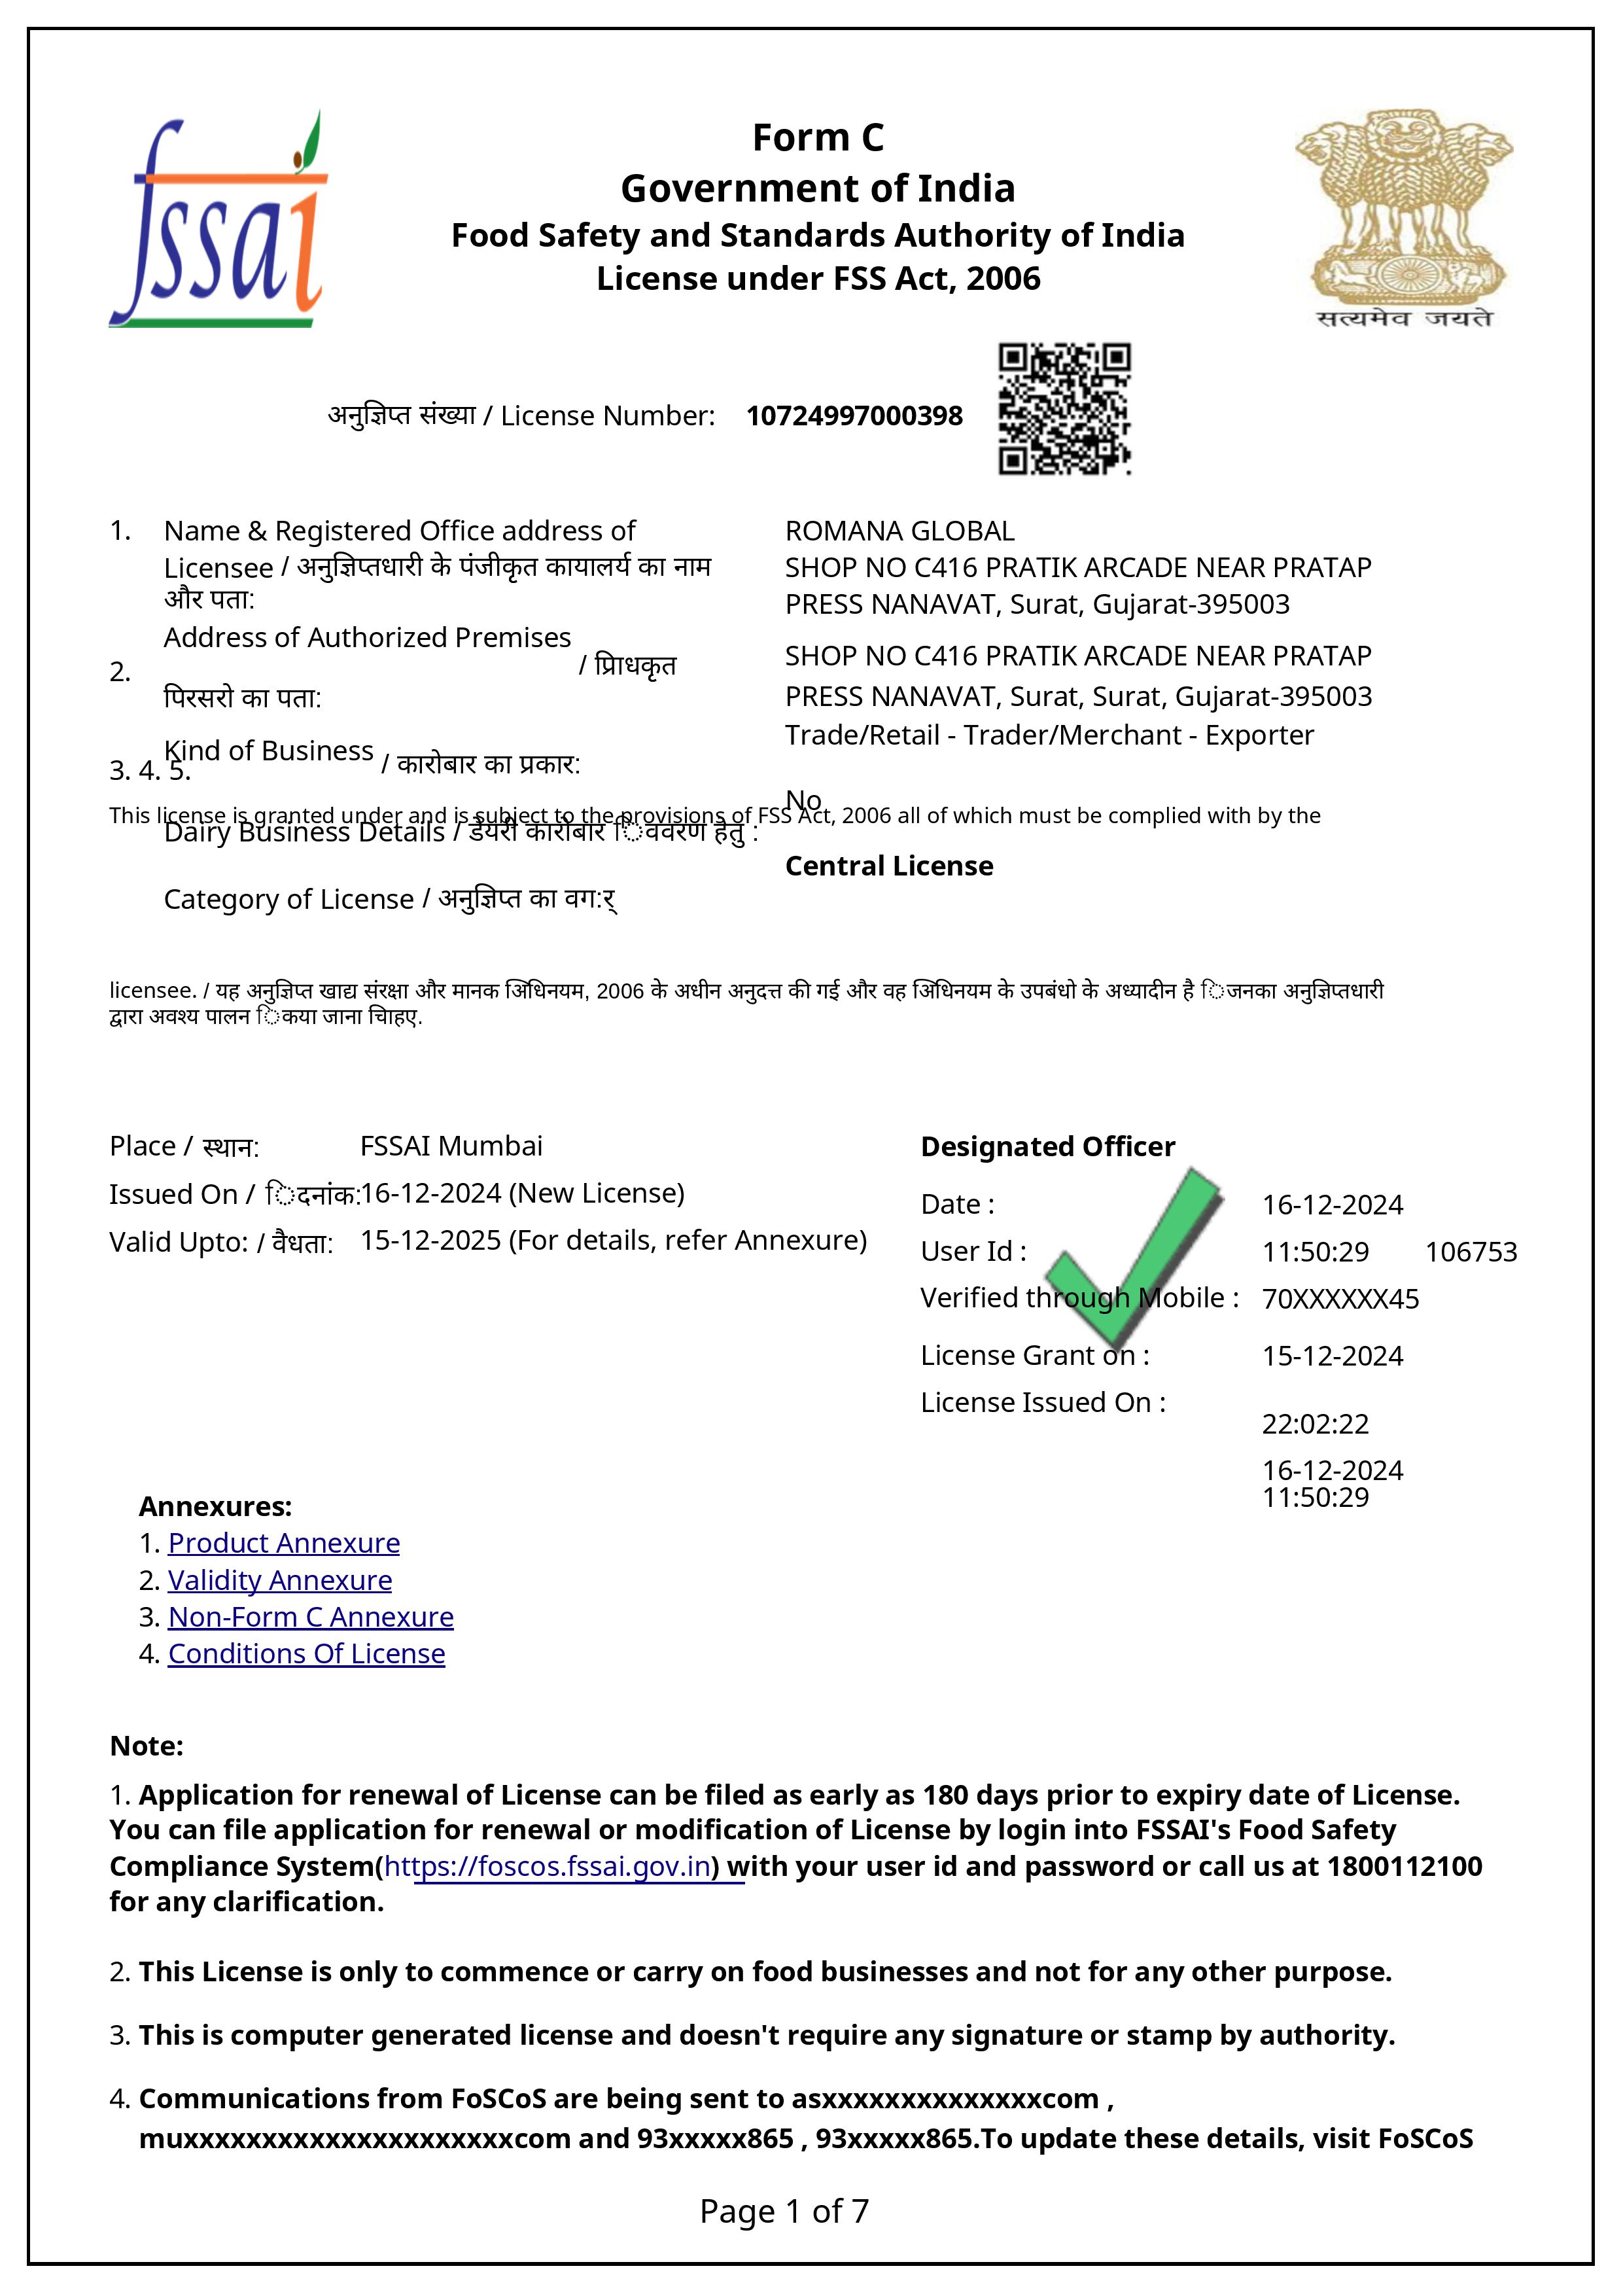 fssai
Form C
Government of India
Food Safety and Standards Authority of India
License under FSS Act, 2006
सत्यमेव जयते
अनुज्ञिप्त संख्या / License Number: 10724997000398
1. Name & Registered Office address of ROMANA GLOBAL
Licensee / अनुज्ञिप्तधारी के पंजीकृत कायालर्य का नाम SHOP NO C416 PRATIK ARCADE NEAR PRATAP
और पता: PRESS NANAVAT, Surat, Gujarat-395003
2. Address of Authorized Premises / प्रािधकृत SHOP NO C416 PRATIK ARCADE NEAR PRATAP
पिरसरो का पता: PRESS NANAVAT, Surat, Surat, Gujarat-395003
3. 4. 5. Kind of Business / कारोबार का प्रकार: Trade/Retail - Trader/Merchant - Exporter
This license is granted under and is subject to the provisions of FSS Act, 2006 all of which must be complied with by the
Dairy Business Details / डेयरी कारोबार िववरण हेतु : No
Category of License / अनुज्ञिप्त का वग:र् Central License
licensee. / यह अनुज्ञिप्त खाद्य संरक्षा और मानक अिधिनयम, 2006 के अधीन अनुदत्त की गई और वह अिधिनयम के उपबंधो के अध्यादीन है िजनका अनुज्ञिप्तधारी
द्वारा अवश्य पालन िकया जाना चािहए.
Place / स्थान: FSSAI Mumbai
Issued On / िदनांक: 16-12-2024 (New License)
Valid Upto: / वैधता: 15-12-2025 (For details, refer Annexure)
Designated Officer
Date : 16-12-2024
User Id : 11:50:29 106753
Verified through Mobile : 70XXXXXX45
License Grant on : 15-12-2024
License Issued On :
22:02:22
16-12-2024
11:50:29
Annexures:
1. Product Annexure
2. Validity Annexure
3. Non-Form C Annexure
4. Conditions Of License
Note:
1. Application for renewal of License can be filed as early as 180 days prior to expiry date of License.
You can file application for renewal or modification of License by login into FSSAI's Food Safety
Compliance System(https://foscos.fssai.gov.in) with your user id and password or call us at 1800112100
for any clarification.
2. This License is only to commence or carry on food businesses and not for any other purpose.
3. This is computer generated license and doesn't require any signature or stamp by authority.
4. Communications from FoSCoS are being sent to asxxxxxxxxxxxxxxcom ,
muxxxxxxxxxxxxxxxxxxxxxcom and 93xxxxx865 , 93xxxxx865.To update these details, visit FoSCoS
Page 1 of 7